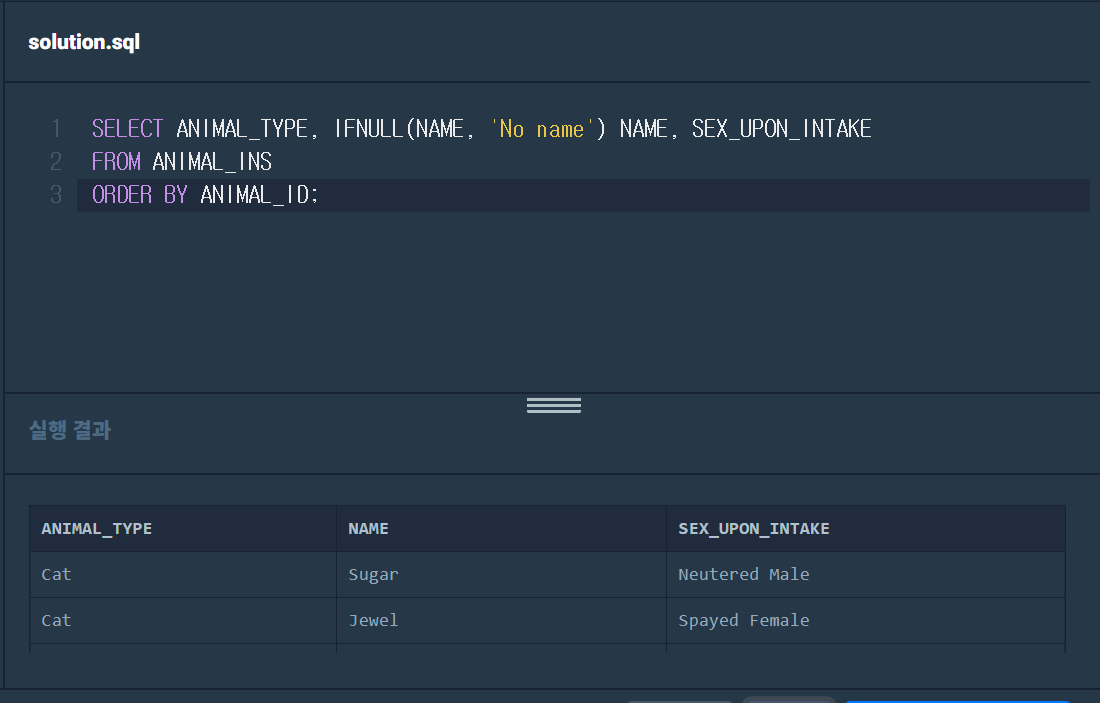 solution.sql
1 SELECT ANIMAL_TYPE, IFNULL(NAME, 'No name') NAME, SEX_UPON_INTAKE
2 FROM ANIMAL_INS
3 ORDER BY ANIMAL_ID;
실행 결과
ANIMAL_TYPE NAME SEX_UPON_INTAKE
Cat Sugar Neutered Male
Cat Jewel Spayed Female